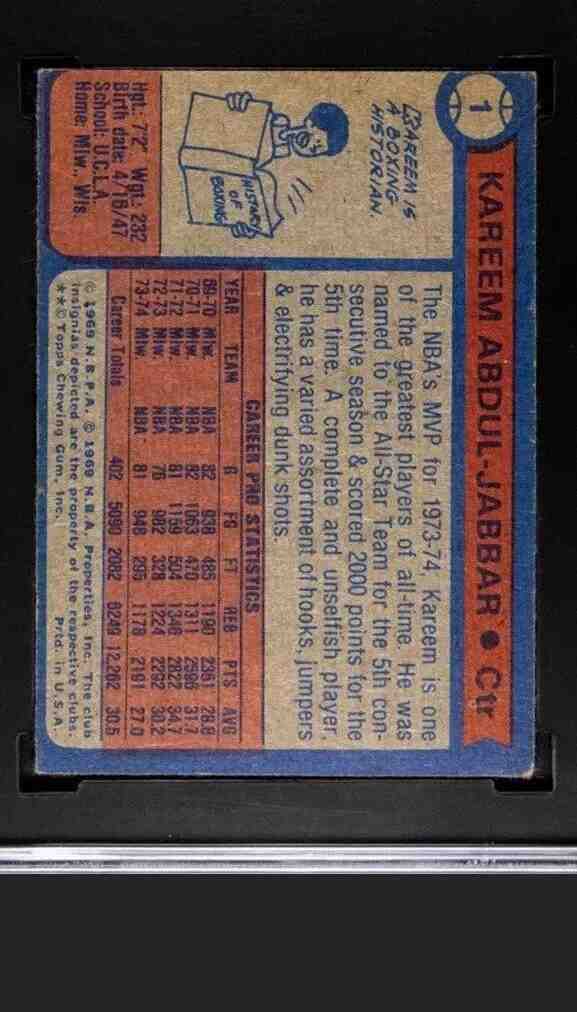 1
KAREEM ABDUL-JABBAR • Ctr
KAREEM IS
A BOXING
HISTORIAN.
HISTORY
OF
BOXING
Hgt.: 7'2" Wgt.: 232
Birth date: 4/16/47
School: U.C.L.A.
Home: Milw., Wis.
The NBA's MVP for 1973-74, Kareem is one
of the greatest players of all-time. He was
named to the All-Star Team for the 5th con-
secutive season & scored 2000 points for the
5th time. A complete and unselfish player,
he has a varied assortment of hooks, jumpers
& electrifying dunk shots.
CAREER PRO STATISTICS
YEAR TEAM G FG FT REB PTS AVG
69-70 Milw. NBA 82 938 485 1190 2361 28.8
70-71 Milw. NBA 82 1063 470 1311 2596 31.7
71-72 Milw. NBA 81 1159 504 1346 2822 34.7
72-73 Milw. NBA 76 982 328 1224 2292 30.2
73-74 Milw. NBA 81 948 295 1178 2191 27.0
Career Totals 402 5090 2082 6249 12,262 30.5
© 1969 N.B.P.A. © 1969 N.B.A. Properties, Inc. The club
insignias depicted are the property of the respective clubs.
★★© Topps Chewing Gum, Inc. Prtd. in U.S.A.